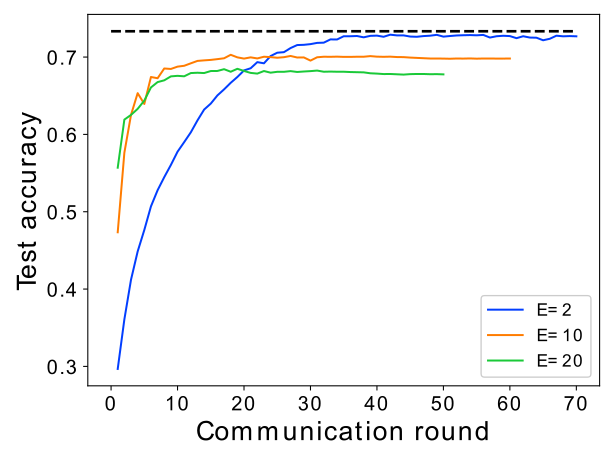 Test accuracy
0.7
0.6
0.5
0.4
0.3
E= 2
E= 10
E= 20
0 10 20 30 40 50 60 70
Communication round